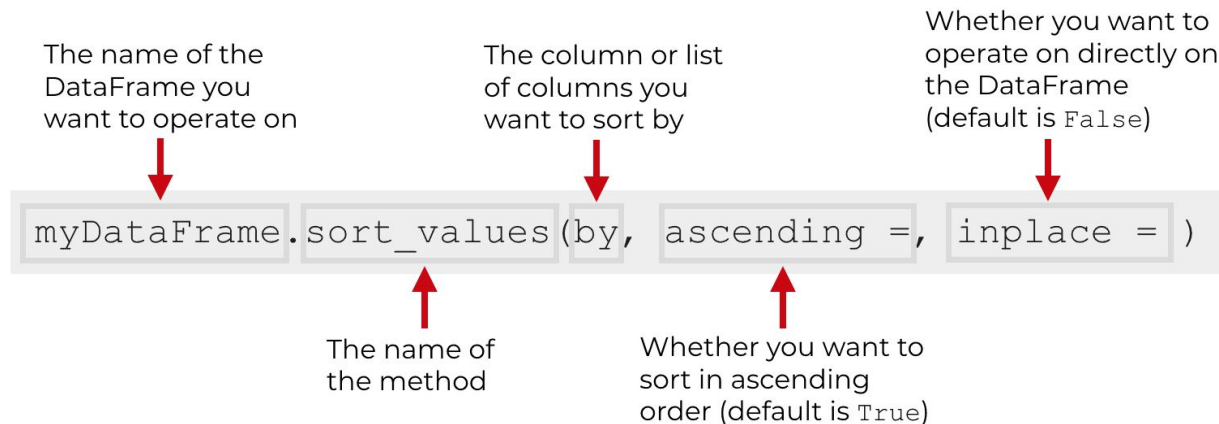 The name of the
DataFrame you
want to operate on
The column or list
of columns you
want to sort by
Whether you want to
operate on directly on
the DataFrame
(default is False)
myDataFrame.sort_values(by, ascending =, inplace = )
The name of
the method
Whether you want to
sort in ascending
order (default is True)